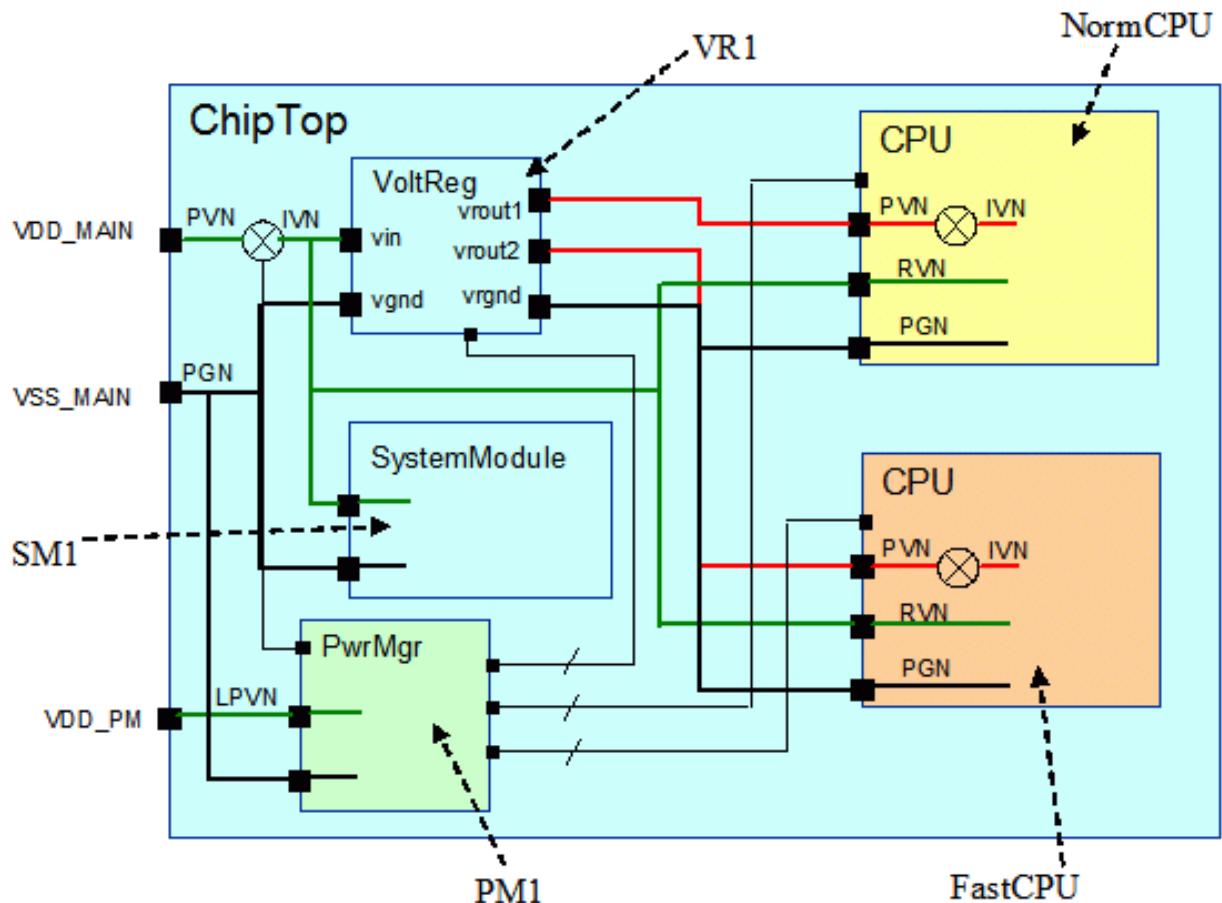 NormCPU
VR1
ChipTop
CPU
VoltReg
vrout1
PVN
IVN
PVN
IVN
VDD_MAIN
vin
vrout2
RVN
vgnd
vrgnd
PGN
PGN
VSS_MAIN
SystemModule
CPU
SM1
PVN
IVN
RVN
PwrMgr
PGN
LPVN
VDD_PM
PM1
FastCPU